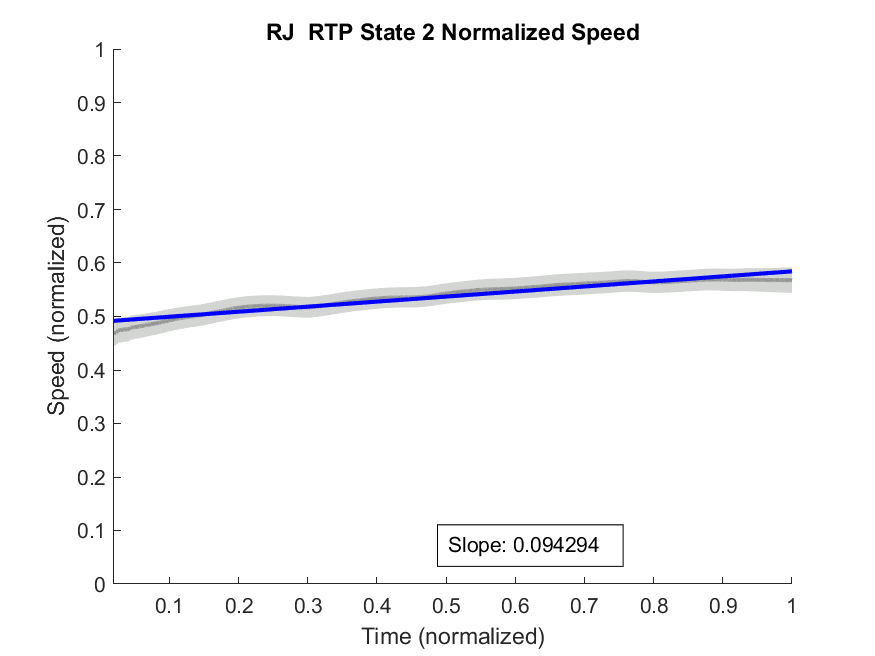 RJ  RTP State 2 Normalized Speed
1
0.9
0.8
0.7
0.6
0.5
0.4
0.3
0.2
0.1
0
Speed (normalized)
Slope: 0.094294
0.1 0.2 0.3 0.4 0.5 0.6 0.7 0.8 0.9 1
Time (normalized)